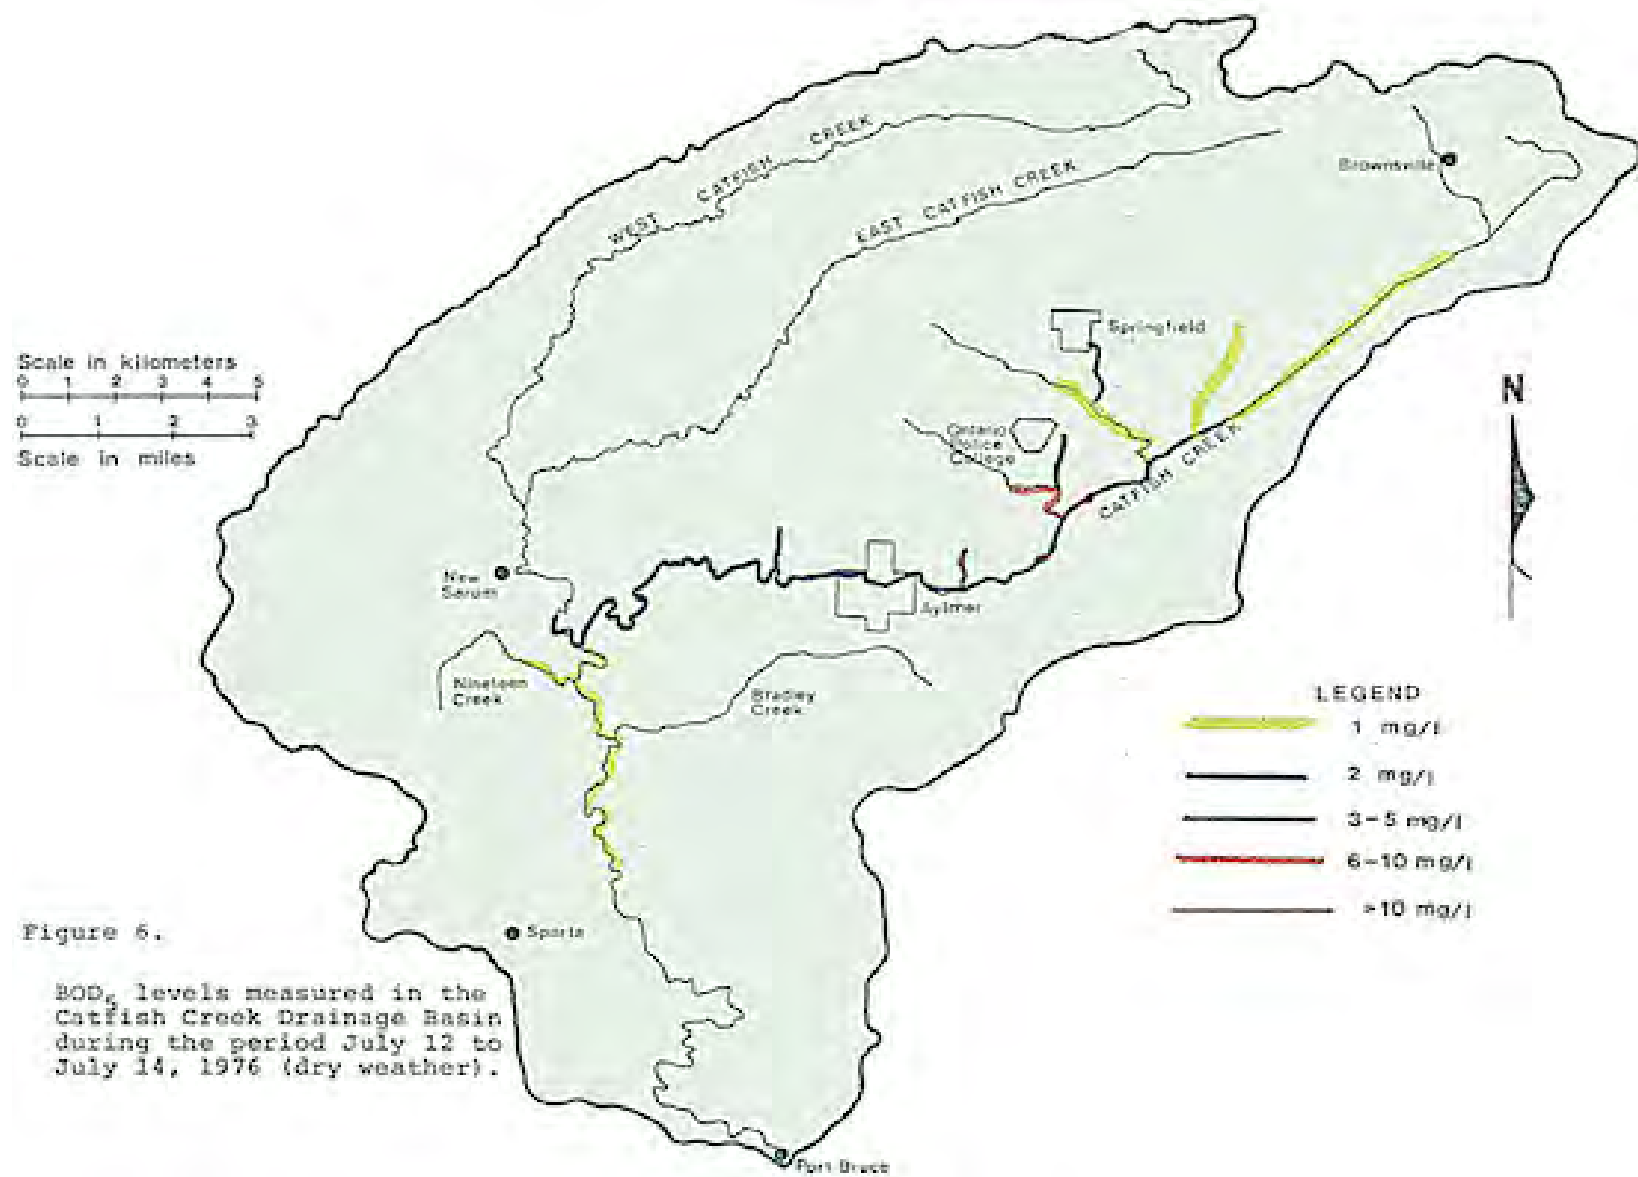 WEST CATFISH CREEK
EAST CATFISH CREEK
Brownsville
Springfield
Scale in kilometers
0 1 2 3 4 5
0 1 2 3
Scale in miles
N
Ontario
Police
College
CATFISH CREEK
New
Sarum
Aylmer
Nineteen
Creek
Bradley
Creek
LEGEND
1 mg/l
2 mg/l
3-5 mg/l
6-10 mg/l
>10 mg/l
Figure 6.
Sparta
BOD5 levels measured in the
Catfish Creek Drainage Basin
during the period July 12 to
July 14, 1976 (dry weather).
Port Bruce